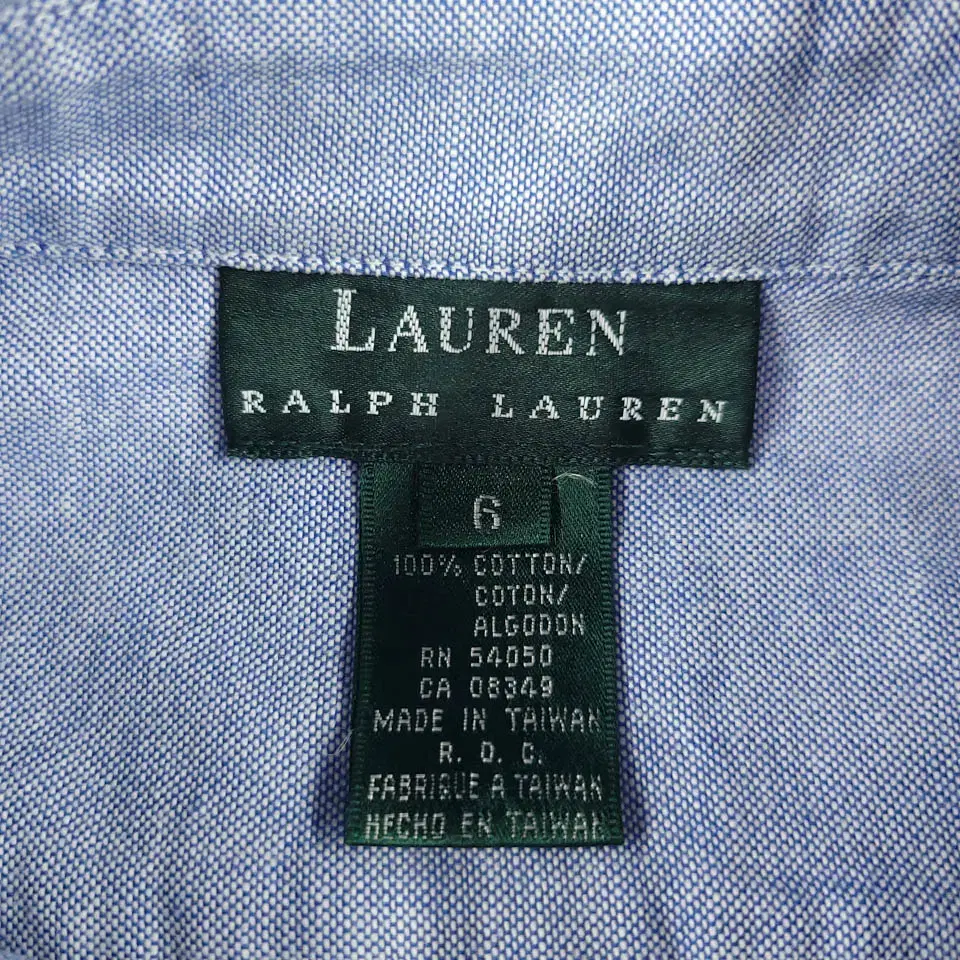 LAUREN
RALPH LAUREN
6
100% COTTON/
COTON/
ALGODON
RN 54050
CA 08349
MADE IN TAIWAN
R. O. C.
FABRIQUE A TAIWAN
HECHO EN TAIWAN